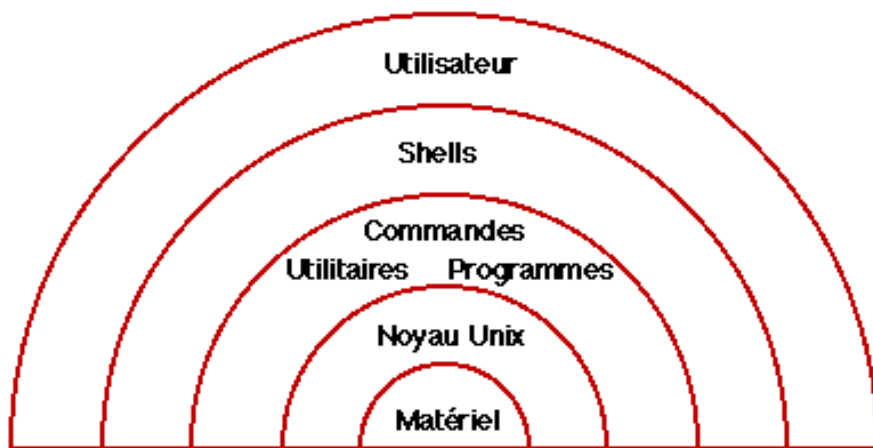 Utilisateur
Shells
Commandes
Utilitaires Programmes
Noyau Unix
Matériel